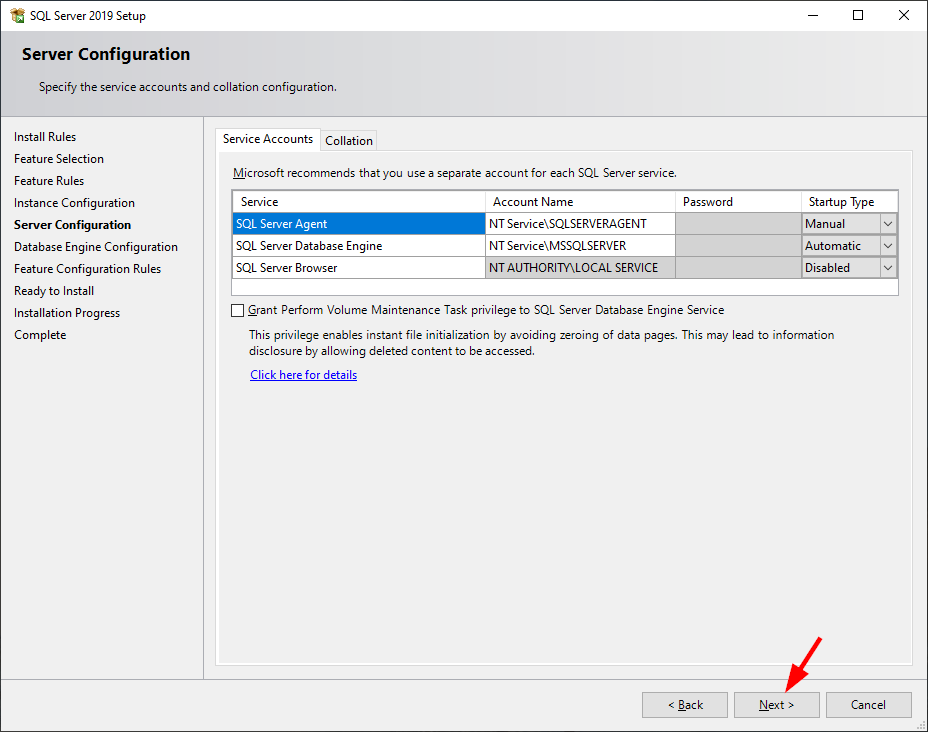 SQL Server 2019 Setup
Server Configuration
Specify the service accounts and collation configuration.
Install Rules
Feature Selection
Feature Rules
Instance Configuration
Server Configuration
Database Engine Configuration
Feature Configuration Rules
Ready to Install
Installation Progress
Complete
Service Accounts Collation
Microsoft recommends that you use a separate account for each SQL Server service.
Service Account Name Password Startup Type
SQL Server Agent NT Service\SQLSERVERAGENT Manual
SQL Server Database Engine NT Service\MSSQLSERVER Automatic
SQL Server Browser NT AUTHORITY\LOCAL SERVICE Disabled
Grant Perform Volume Maintenance Task privilege to SQL Server Database Engine Service
This privilege enables instant file initialization by avoiding zeroing of data pages. This may lead to information
disclosure by allowing deleted content to be accessed.
Click here for details
< Back Next > Cancel